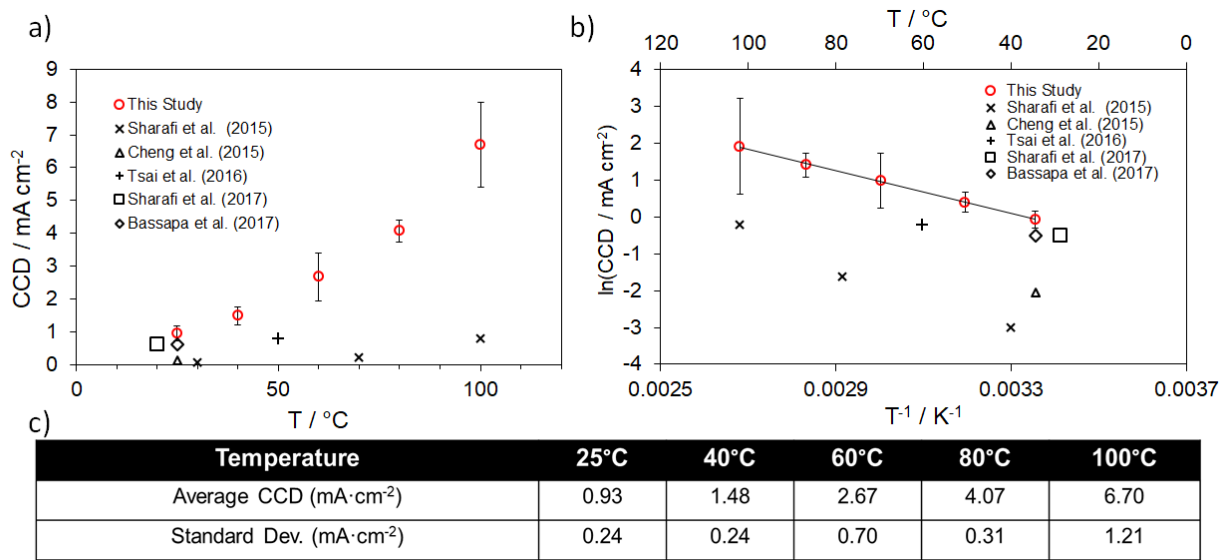 a)
CCD / mA cm-2
9
8
7
6
5
4
3
2
1
0
This Study
Sharafi et al. (2015)
Cheng et al. (2015)
Tsai et al. (2016)
Sharafi et al. (2017)
Bassapa et al. (2017)
0 50 100
T / °C
b)
T / °C
120 100 80 60 40 20 0
ln(CCD / mA cm-2)
4
3
2
1
0
-1
-2
-3
-4
This Study
Sharafi et al. (2015)
Cheng et al. (2015)
Tsai et al. (2016)
Sharafi et al. (2017)
Bassapa et al. (2017)
0.0025 0.0029 0.0033 0.0037
T-1 / K-1
c)
Temperature 25°C 40°C 60°C 80°C 100°C
Average CCD (mA·cm-2) 0.93 1.48 2.67 4.07 6.70
Standard Dev. (mA·cm-2) 0.24 0.24 0.70 0.31 1.21